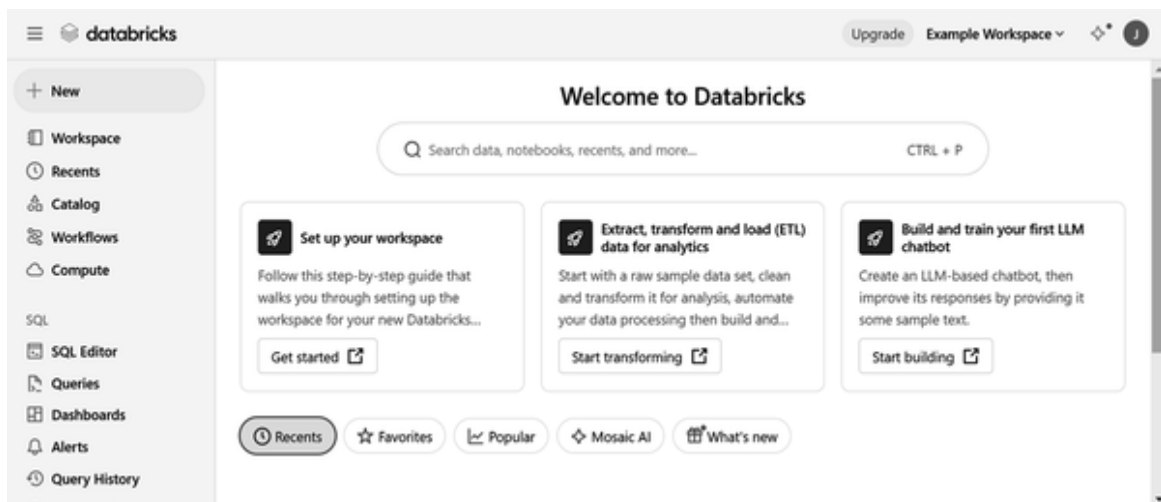 databricks
Upgrade
Example Workspace
J
New
Workspace
Recents
Catalog
Workflows
Compute
SQL
SQL Editor
Queries
Dashboards
Alerts
Query History
Welcome to Databricks
Search data, notebooks, recents, and more...
CTRL + P
Set up your workspace
Follow this step-by-step guide that
walks you through setting up the
workspace for your new Databricks...
Get started
Extract, transform and load (ETL)
data for analytics
Start with a raw sample data set, clean
and transform it for analysis, automate
your data processing then build and...
Start transforming
Build and train your first LLM
chatbot
Create an LLM-based chatbot, then
improve its responses by providing it
some sample text.
Start building
Recents
Favorites
Popular
Mosaic AI
What's new